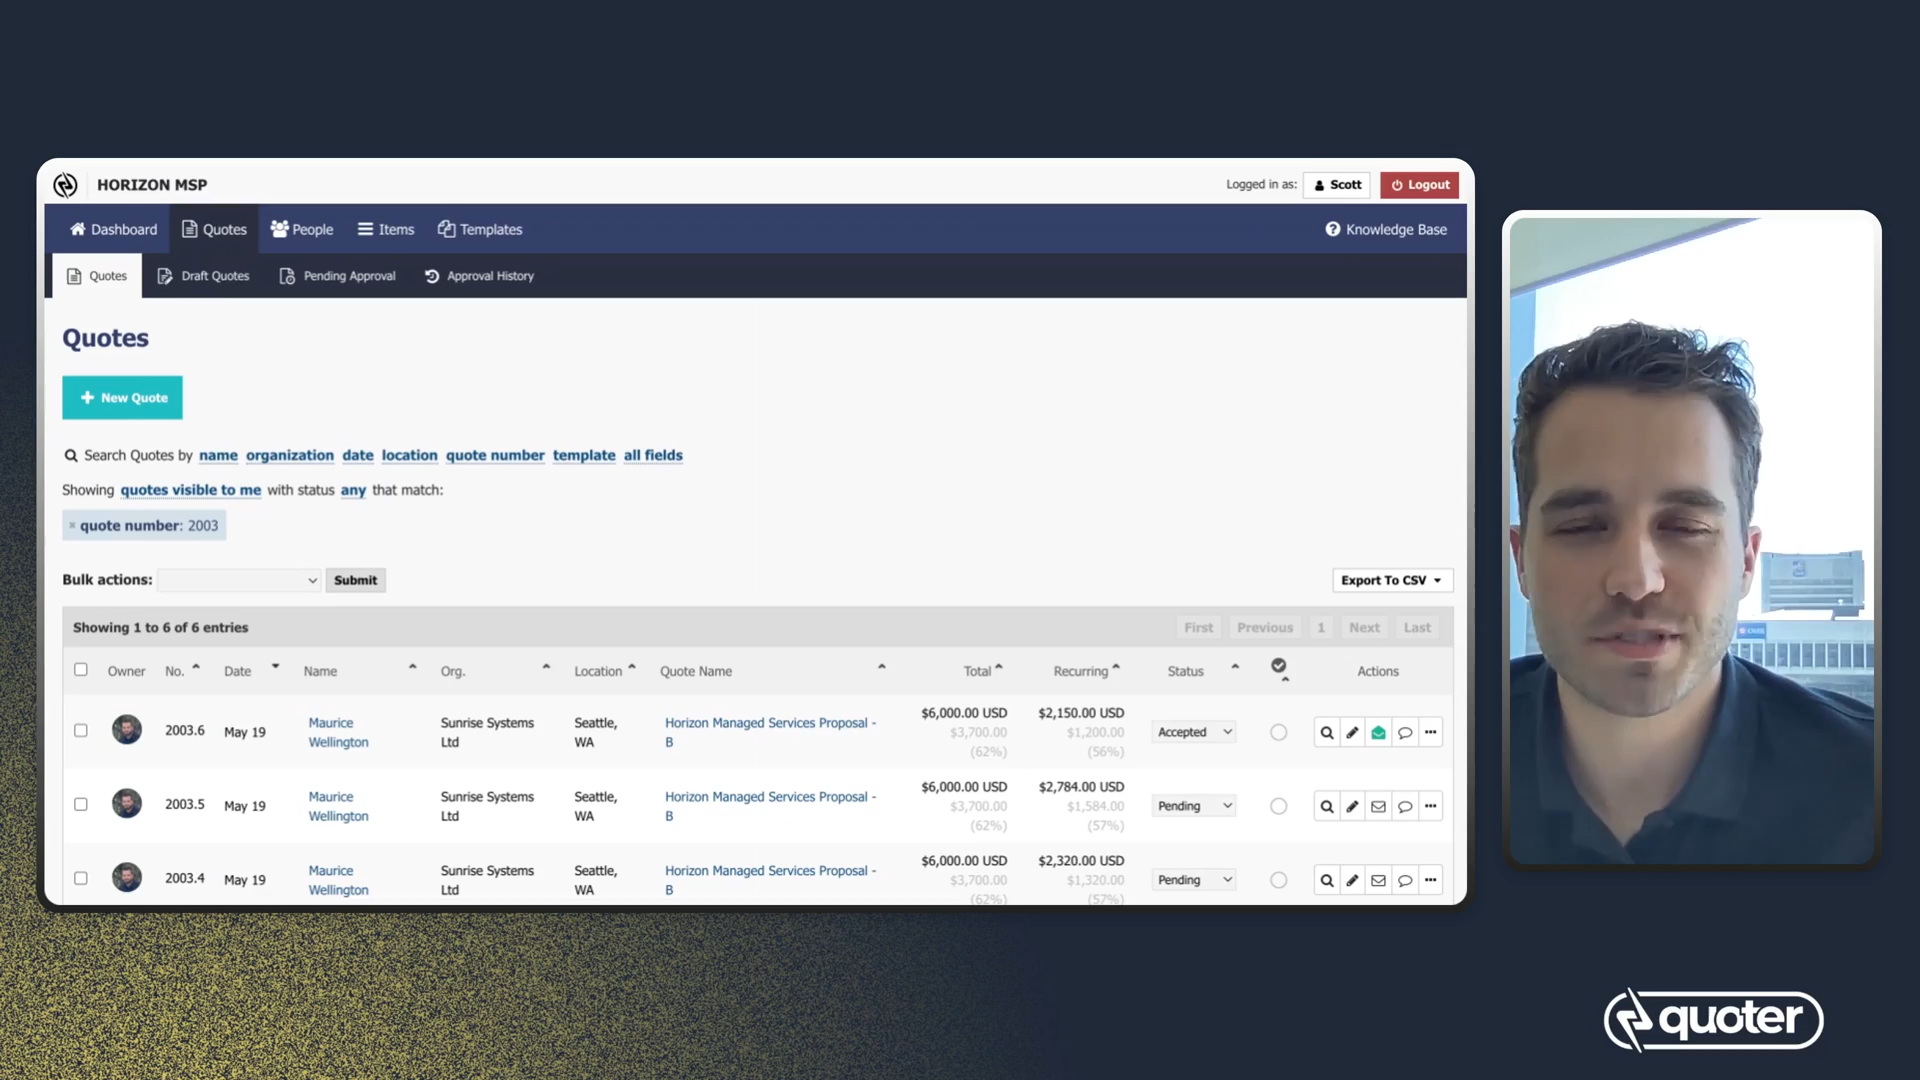 HORIZON MSP
Logged in as: Scott Logout
Dashboard Quotes People Items Templates Knowledge Base
Quotes Draft Quotes Pending Approval Approval History
Quotes
+ New Quote
Search Quotes by name organization date location quote number template all fields
Showing quotes visible to me with status any that match:
× quote number: 2003
Bulk actions: Submit Export To CSV
Showing 1 to 6 of 6 entries First Previous 1 Next Last
Owner No. Date Name Org. Location Quote Name Total Recurring Status Actions
2003.6 May 19 Maurice Wellington Sunrise Systems Ltd Seattle, WA Horizon Managed Services Proposal - B $6,000.00 USD $3,700.00 (62%) $2,150.00 USD $1,200.00 (56%) Accepted
2003.5 May 19 Maurice Wellington Sunrise Systems Ltd Seattle, WA Horizon Managed Services Proposal - B $6,000.00 USD $3,700.00 (62%) $2,784.00 USD $1,584.00 (57%) Pending
2003.4 May 19 Maurice Wellington Sunrise Systems Ltd Seattle, WA Horizon Managed Services Proposal - B $6,000.00 USD $3,700.00 (62%) $2,320.00 USD $1,320.00 (57%) Pending
quoter